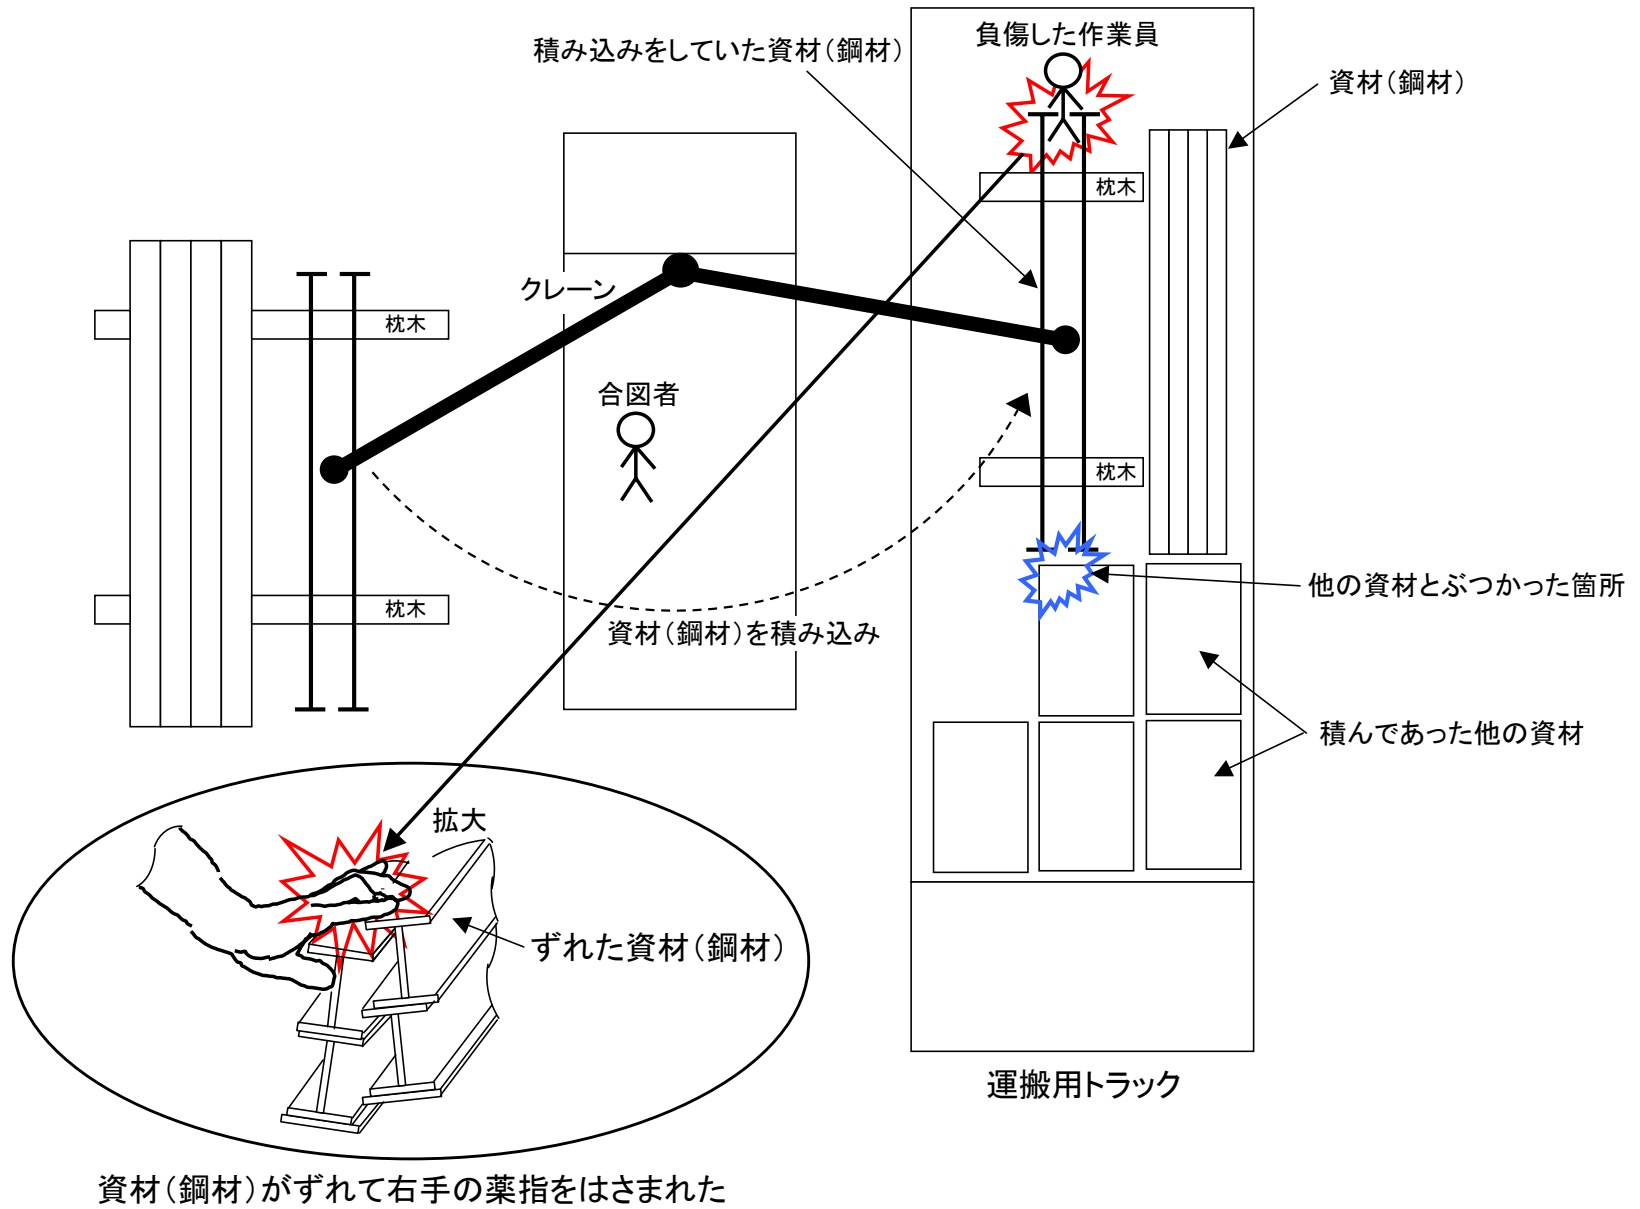 負傷した作業員
積み込みをしていた資材（鋼材）
資材（鋼材）
枕木
クレーン
枕木
合図者
枕木
他の資材とぶつかった箇所
枕木
資材（鋼材）を積み込み
積んであった他の資材
拡大
ずれた資材（鋼材）
運搬用トラック
資材（鋼材）がずれて右手の薬指をはさまれた